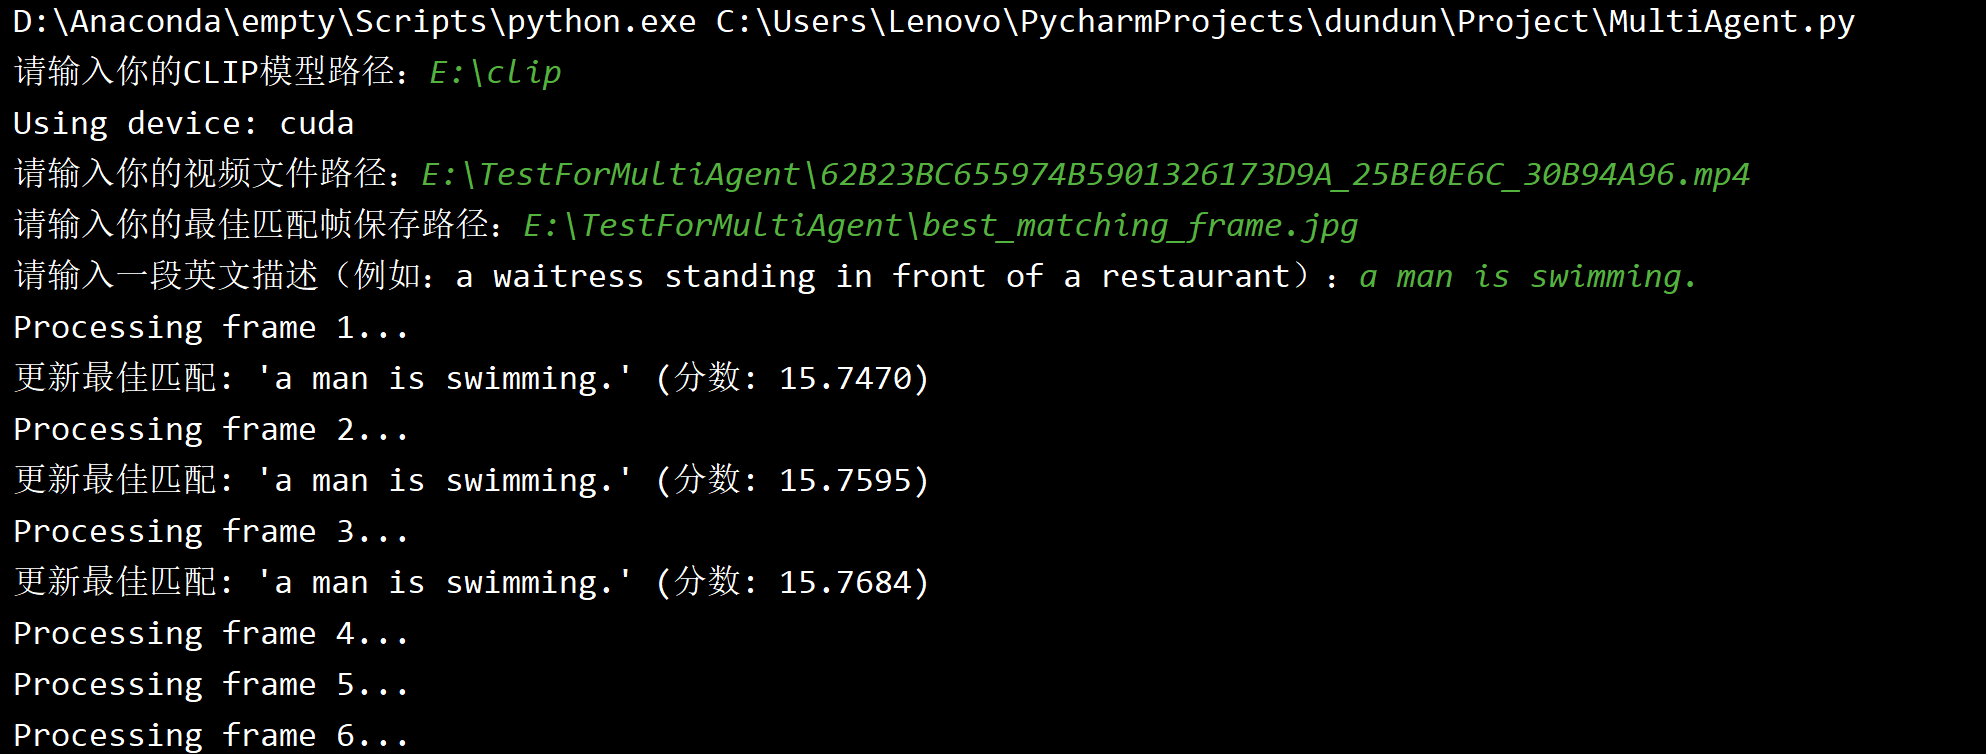 D:\Anaconda\empty\Scripts\python.exe C:\Users\Lenovo\PycharmProjects\dundun\Project\MultiAgent.py
请输入你的CLIP模型路径：E:\clip
Using device: cuda
请输入你的视频文件路径：E:\TestForMultiAgent\62B23BC655974B5901326173D9A_25BE0E6C_30B94A96.mp4
请输入你的最佳匹配帧保存路径：E:\TestForMultiAgent\best_matching_frame.jpg
请输入一段英文描述（例如：a waitress standing in front of a restaurant）：a man is swimming.
Processing frame 1...
更新最佳匹配: 'a man is swimming.' (分数: 15.7470)
Processing frame 2...
更新最佳匹配: 'a man is swimming.' (分数: 15.7595)
Processing frame 3...
更新最佳匹配: 'a man is swimming.' (分数: 15.7684)
Processing frame 4...
Processing frame 5...
Processing frame 6...